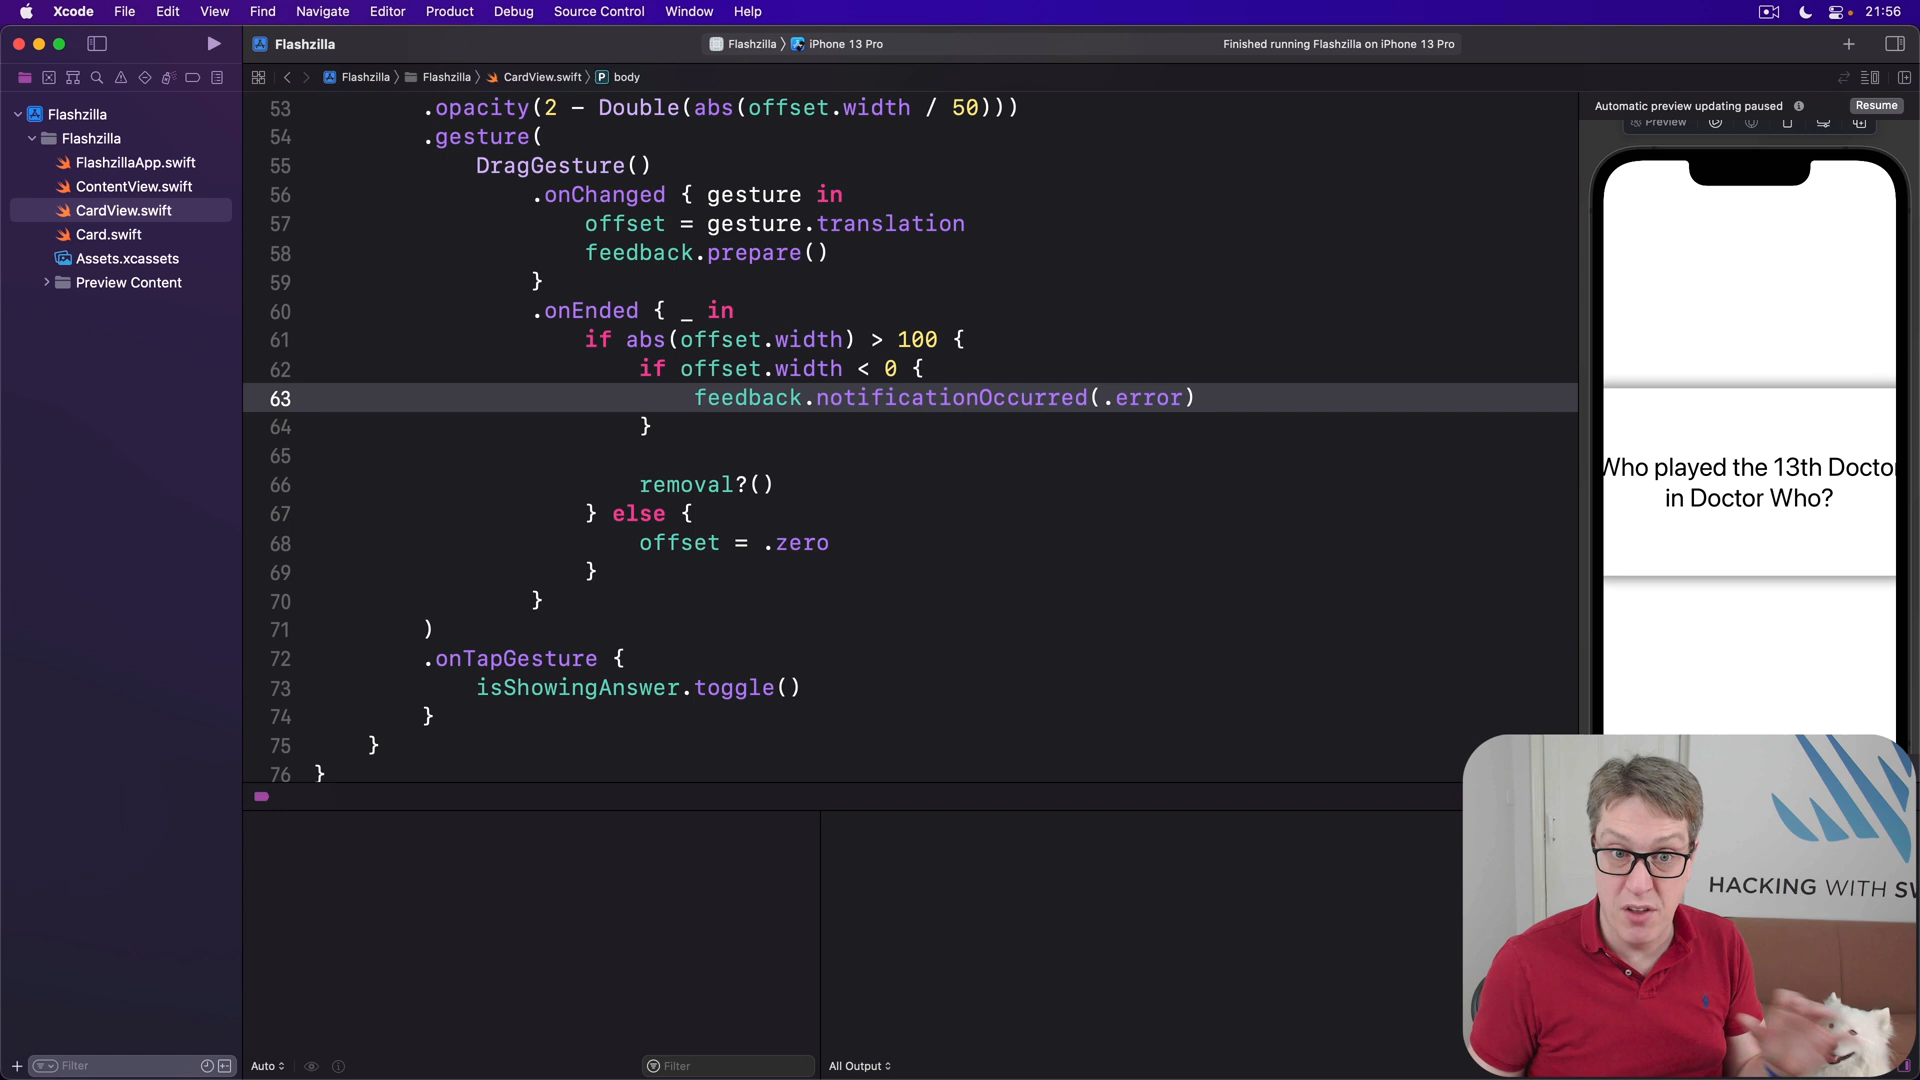 Xcode File Edit View Find Navigate Editor Product Debug Source Control Window Help 21:56
Flashzilla
Flashzilla 〉 iPhone 13 Pro
Finished running Flashzilla on iPhone 13 Pro
Flashzilla 〉 Flashzilla 〉 CardView.swift 〉 P body
Flashzilla
Flashzilla
FlashzillaApp.swift
ContentView.swift
CardView.swift
Card.swift
Assets.xcassets
Preview Content
53 .opacity(2 - Double(abs(offset.width / 50)))
54 .gesture(
55 DragGesture()
56 .onChanged { gesture in
57 offset = gesture.translation
58 feedback.prepare()
59 }
60 .onEnded { _ in
61 if abs(offset.width) > 100 {
62 if offset.width < 0 {
63 feedback.notificationOccurred(.error)
64 }
65
66 removal?()
67 } else {
68 offset = .zero
69 }
70 }
71 )
72 .onTapGesture {
73 isShowingAnswer.toggle()
74 }
75 }
76 }
Automatic preview updating paused Resume
Preview
Who played the 13th Doctor
in Doctor Who?
HACKING WITH SW
Filter
Auto
Filter
All Output